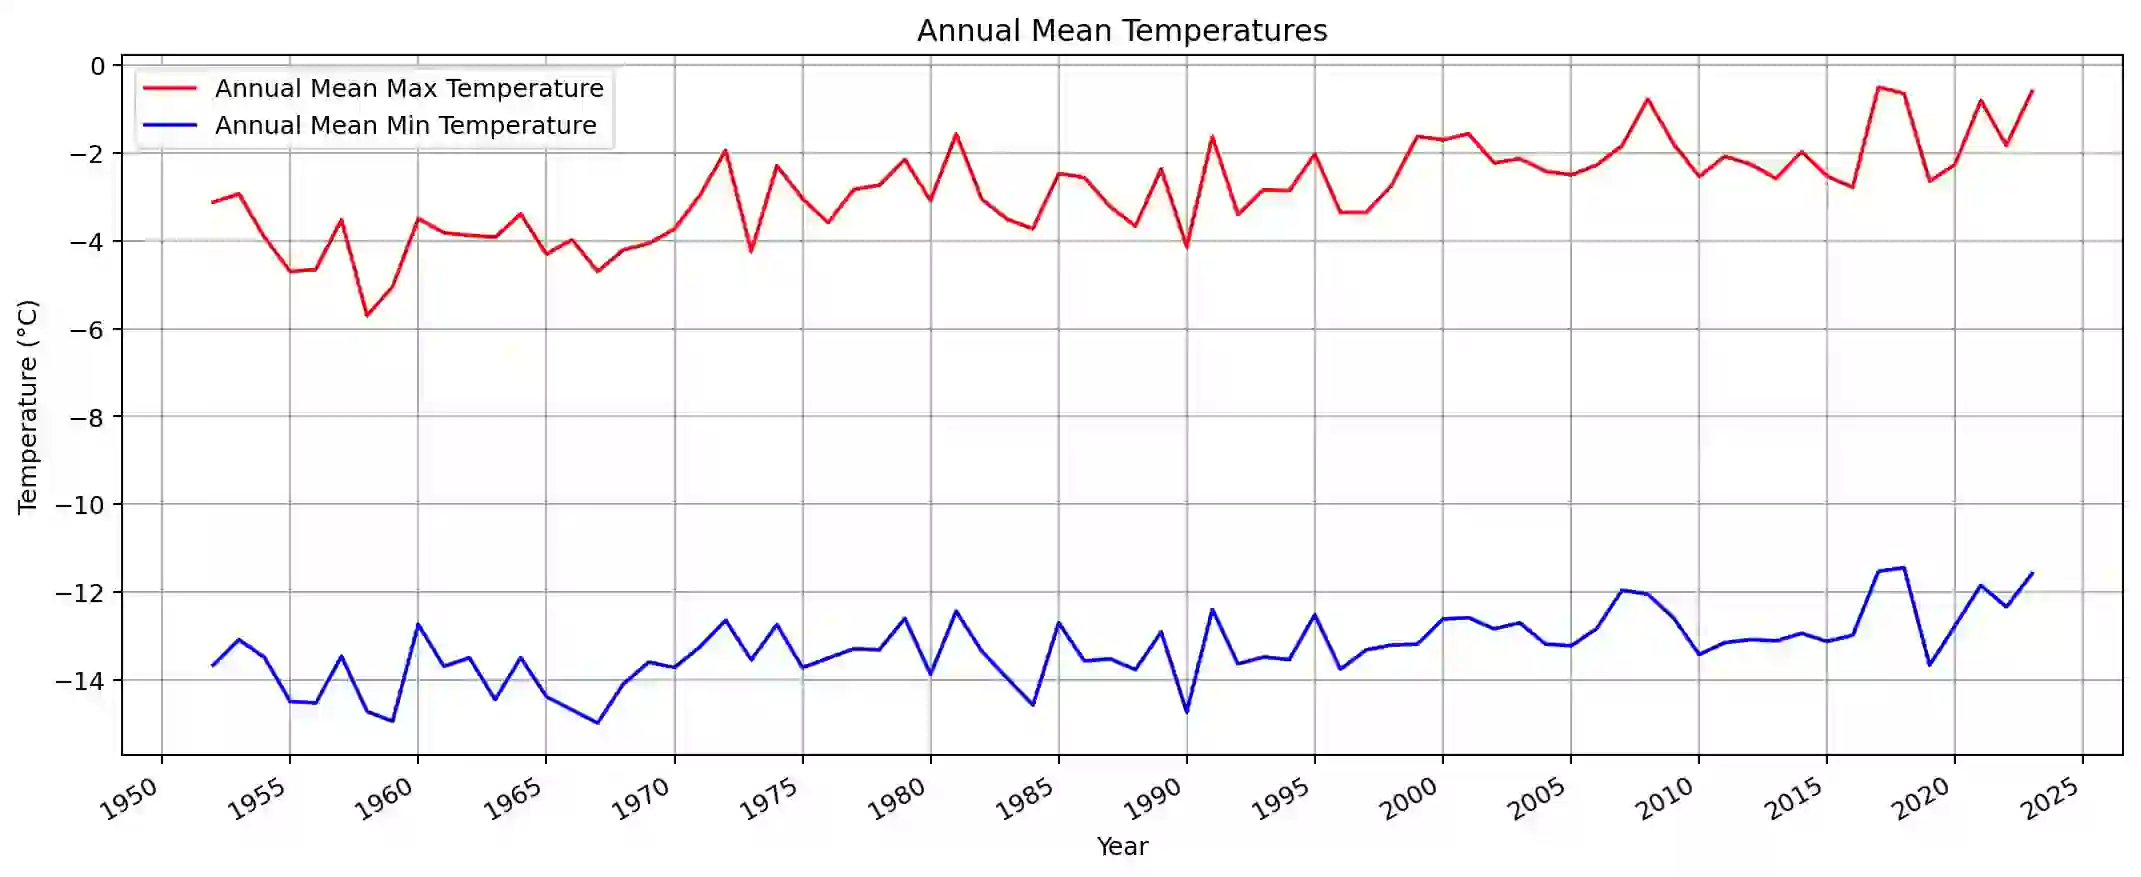 Annual Mean Temperatures
Annual Mean Max Temperature
Annual Mean Min Temperature
0
−2
−4
−6
−8
−10
−12
−14
Temperature (°C)
1950 1955 1960 1965 1970 1975 1980 1985 1990 1995 2000 2005 2010 2015 2020 2025
Year